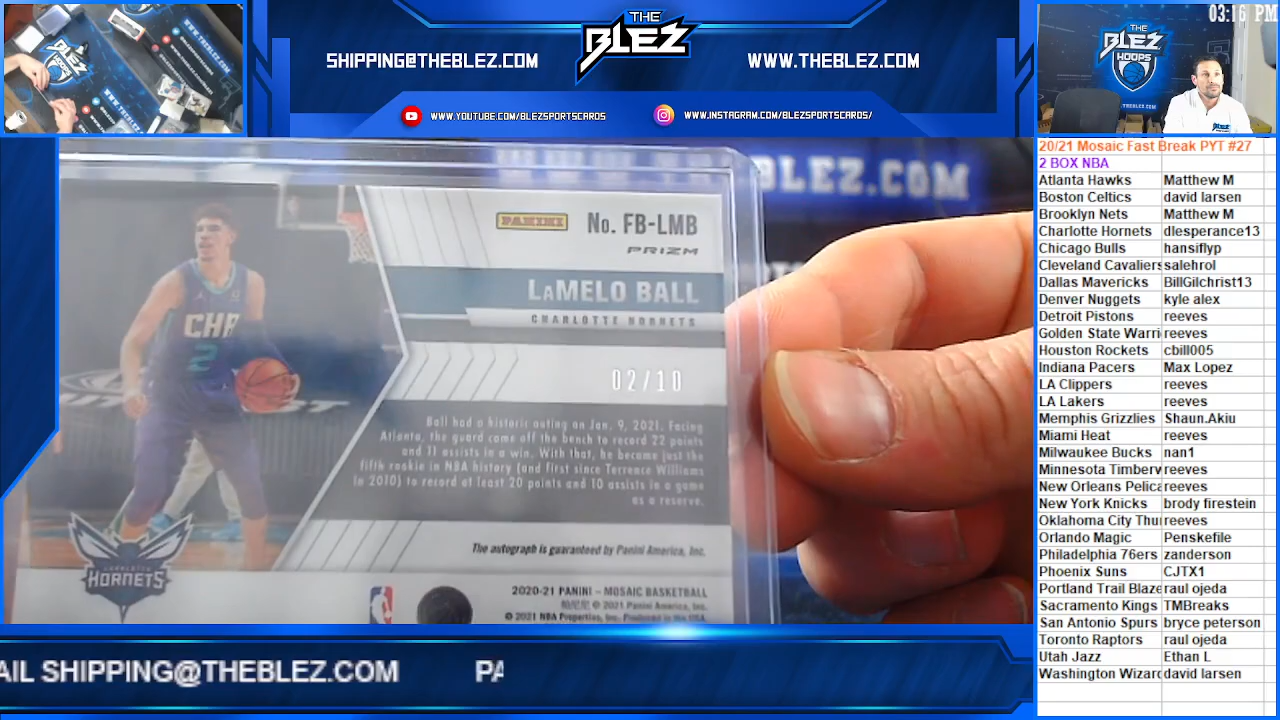 03:16 PM
THE
BLEZ
HOOPS
THE
BLEZ
SHIPPING@THEBLEZ.COM
WWW.THEBLEZ.COM
WWW.YOUTUBE.COM/BLEZSPORTSCARDS
WWW.INSTAGRAM.COM/BLEZSPORTSCARDS/
BLEZ.COM
PANINI
No. FB-LMB
PRIZM
LAMELO BALL
CHARLOTTE HORNETS
02/10
Ball had a historic outing on Jan. 9, 2021. Facing
Atlanta, the guard came off the bench to record 22 points
and 11 assists in a win. With that, he became just the
fifth rookie in NBA history (and first since Terrence Williams
in 2010) to record at least 20 points and 10 assists in a game
as a reserve.
The autograph is guaranteed by Panini America, Inc.
2020-21 PANINI – MOSAIC BASKETBALL
© 2021 Panini America, Inc.
© 2021 NBA Properties, Inc. Produced in the USA.
CHA
2
CHARLOTTE
HORNETS
NBA
20/21 Mosaic Fast Break PYT #27
2 BOX NBA
Atlanta Hawks Matthew M
Boston Celtics david larsen
Brooklyn Nets Matthew M
Charlotte Hornets dlesperance13
Chicago Bulls hansiflyp
Cleveland Cavaliers salehrol
Dallas Mavericks BillGilchrist13
Denver Nuggets kyle alex
Detroit Pistons reeves
Golden State Warri reeves
Houston Rockets cbill005
Indiana Pacers Max Lopez
LA Clippers reeves
LA Lakers reeves
Memphis Grizzlies Shaun.Akiu
Miami Heat reeves
Milwaukee Bucks nan1
Minnesota Timberw reeves
New Orleans Pelica reeves
New York Knicks brody firestein
Oklahoma City Thu reeves
Orlando Magic Penskefile
Philadelphia 76ers zanderson
Phoenix Suns CJTX1
Portland Trail Blaze raul ojeda
Sacramento Kings TMBreaks
San Antonio Spurs bryce peterson
Toronto Raptors raul ojeda
Utah Jazz Ethan L
Washington Wizard david larsen
AIL SHIPPING@THEBLEZ.COM PA